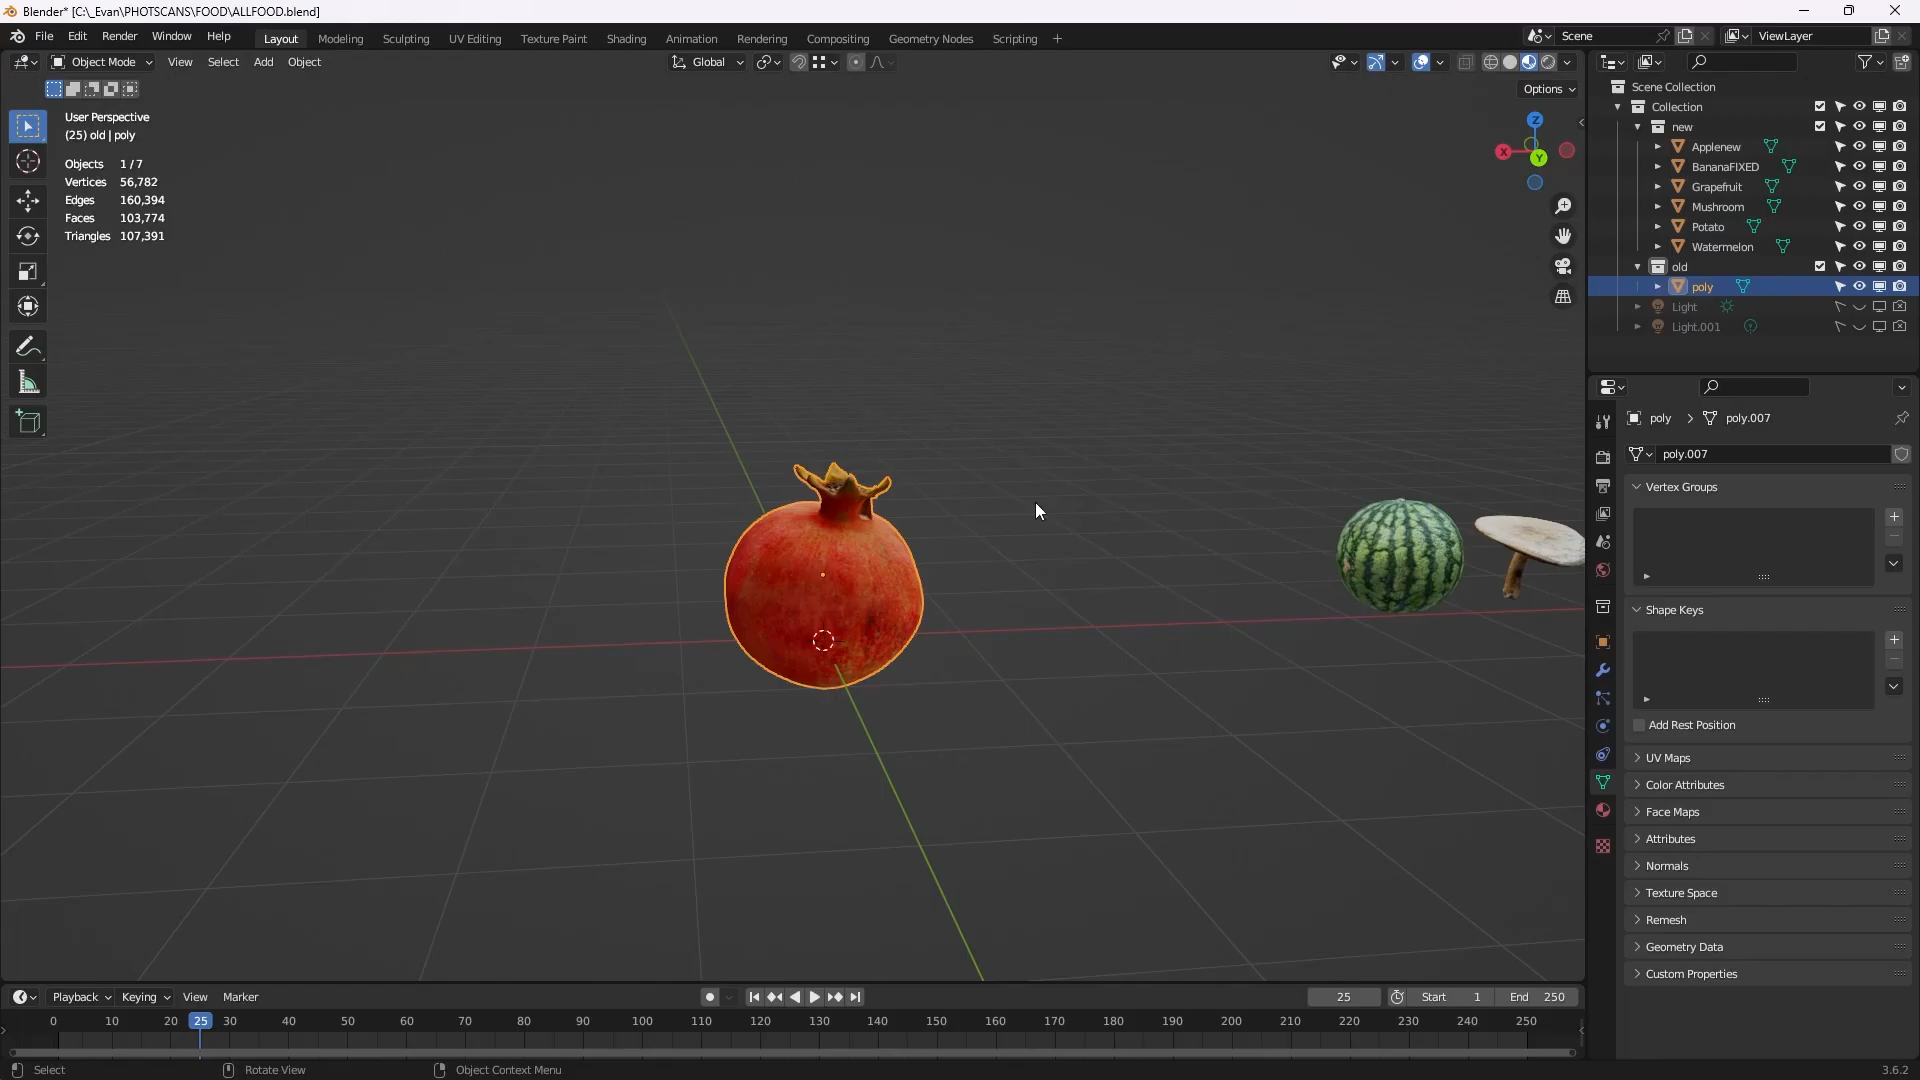 Blender* [C:\_Evan\PHOTSCANS\FOOD\ALLFOOD.blend]
File Edit Render Window Help Layout Modeling Sculpting UV Editing Texture Paint Shading Animation Rendering Compositing Geometry Nodes Scripting + Scene ViewLayer
Object Mode View Select Add Object Global
Options
User Perspective
(25) old | poly
Objects 1/7
Vertices 56,782
Edges 160,394
Faces 103,774
Triangles 107,391
Z
X
Y
Scene Collection
Collection
new
Applenew
BananaFIXED
Grapefruit
Mushroom
Potato
Watermelon
old
poly
Light
Light.001
poly > poly.007
poly.007
Vertex Groups
Shape Keys
Add Rest Position
UV Maps
Color Attributes
Face Maps
Attributes
Normals
Texture Space
Remesh
Geometry Data
Custom Properties
Playback Keying View Marker 25 Start 1 End 250
0 10 20 25 30 40 50 60 70 80 90 100 110 120 130 140 150 160 170 180 190 200 210 220 230 240 250
Select Rotate View Object Context Menu 3.6.2